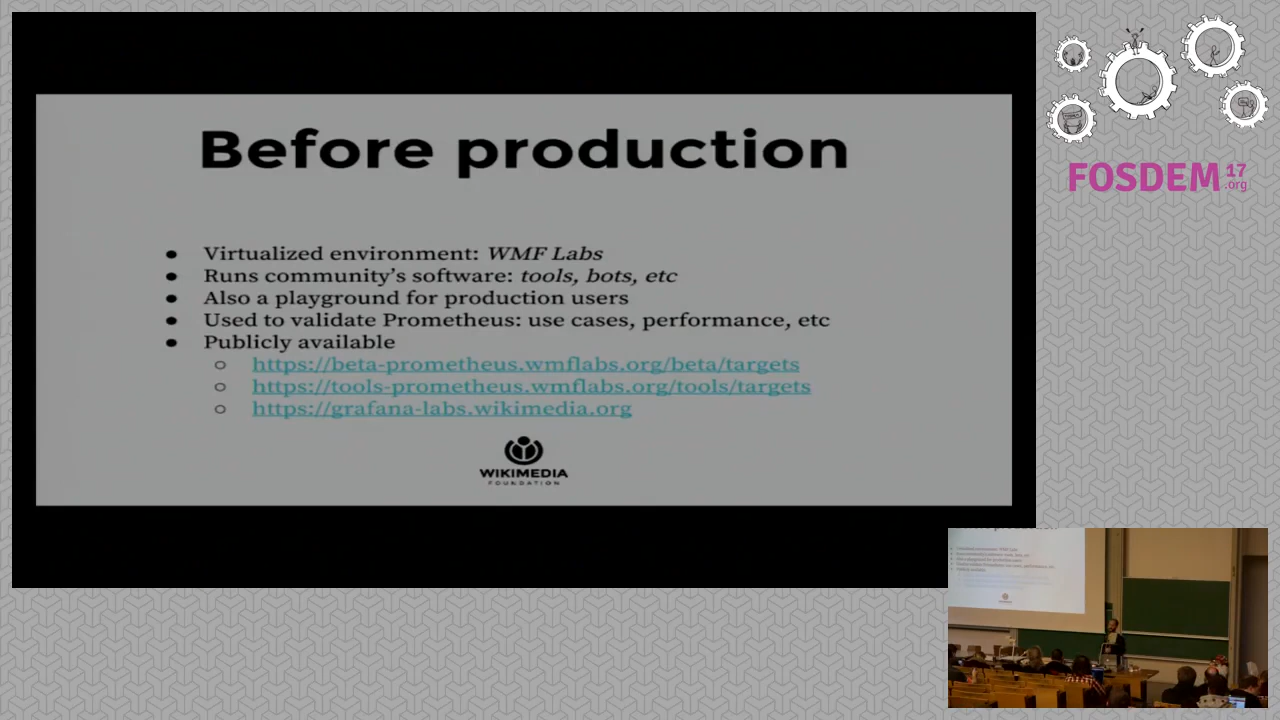 Before production
● Virtualized environment: WMF Labs
● Runs community's software: tools, bots, etc
● Also a playground for production users
● Used to validate Prometheus: use cases, performance, etc
● Publicly available
○ https://beta-prometheus.wmflabs.org/beta/targets
○ https://tools-prometheus.wmflabs.org/tools/targets
○ https://grafana-labs.wikimedia.org
WIKIMEDIA
FOUNDATION
FOSDEM 17
.org